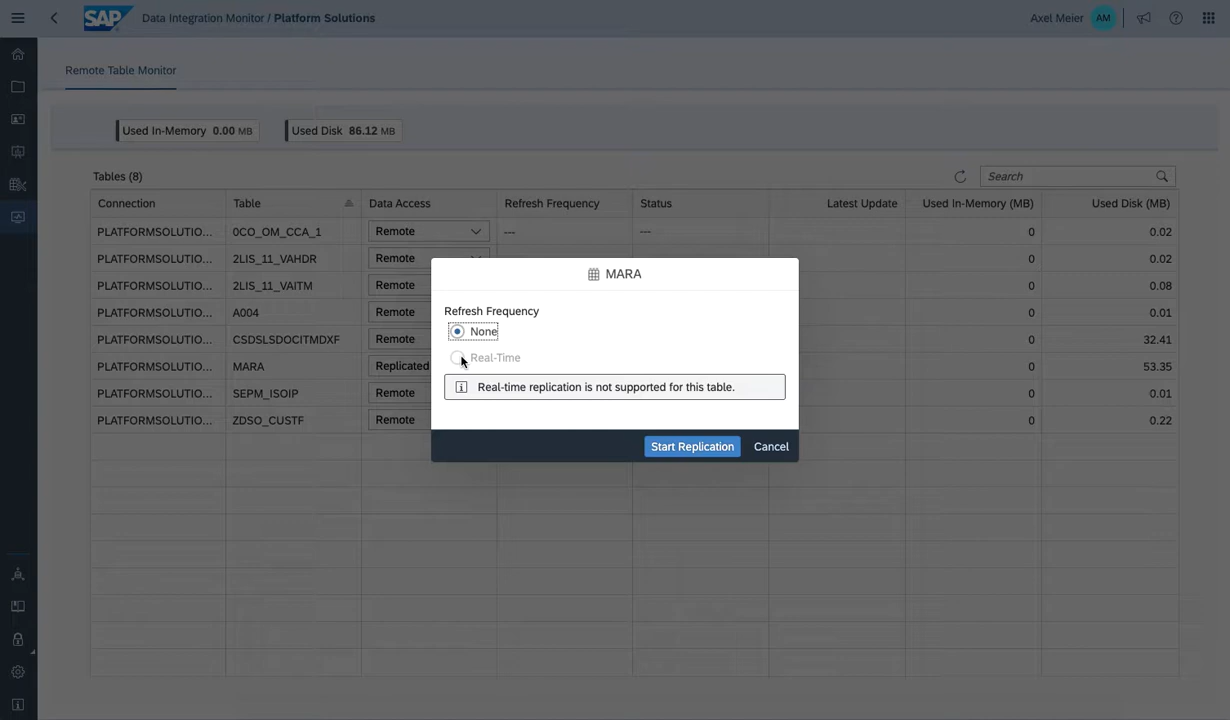 SAP Data Integration Monitor / Platform Solutions Axel Meier AM
Remote Table Monitor
Used In-Memory 0.00 MB Used Disk 86.12 MB
Tables (8) Search
Connection Table Data Access Refresh Frequency Status Latest Update Used In-Memory (MB) Used Disk (MB)
PLATFORMSOLUTIO... 0CO_OM_CCA_1 Remote --- --- 0 0.02
PLATFORMSOLUTIO... 2LIS_11_VAHDR Remote 0 0.02
PLATFORMSOLUTIO... 2LIS_11_VAITM Remote 0 0.08
PLATFORMSOLUTIO... A004 Remote 0 0.01
PLATFORMSOLUTIO... CSDSLSDOCITMDXF Remote 0 32.41
PLATFORMSOLUTIO... MARA Replicated 0 53.35
PLATFORMSOLUTIO... SEPM_ISOIP Remote 0 0.01
PLATFORMSOLUTIO... ZDSO_CUSTF Remote 0 0.22
MARA
Refresh Frequency
None
Real-Time
Real-time replication is not supported for this table.
Start Replication Cancel